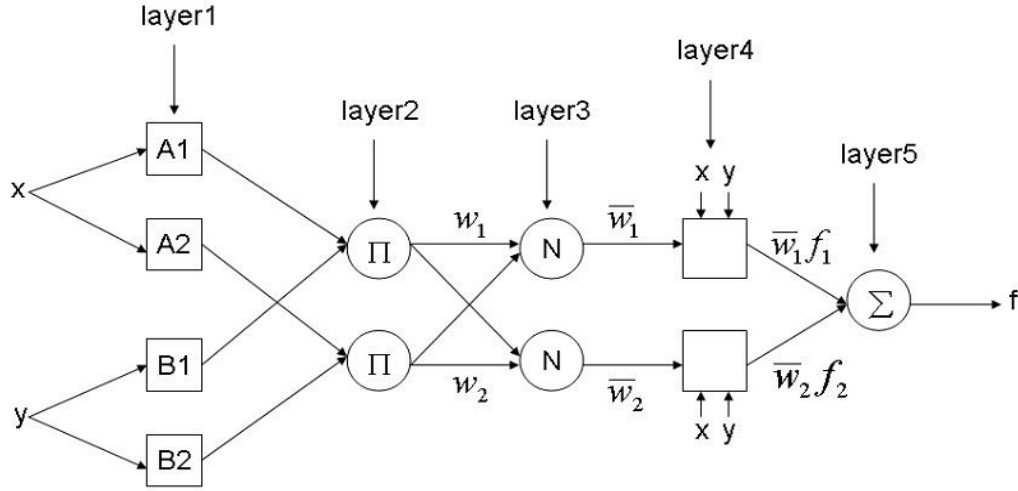 layer1
layer2
layer3
layer4
layer5
x
y
A1
A2
B1
B2
Π
Π
w₁
w₂
N
N
w̅₁
w̅₂
x y
x y
w̅₁f₁
w̅₂f₂
Σ
f